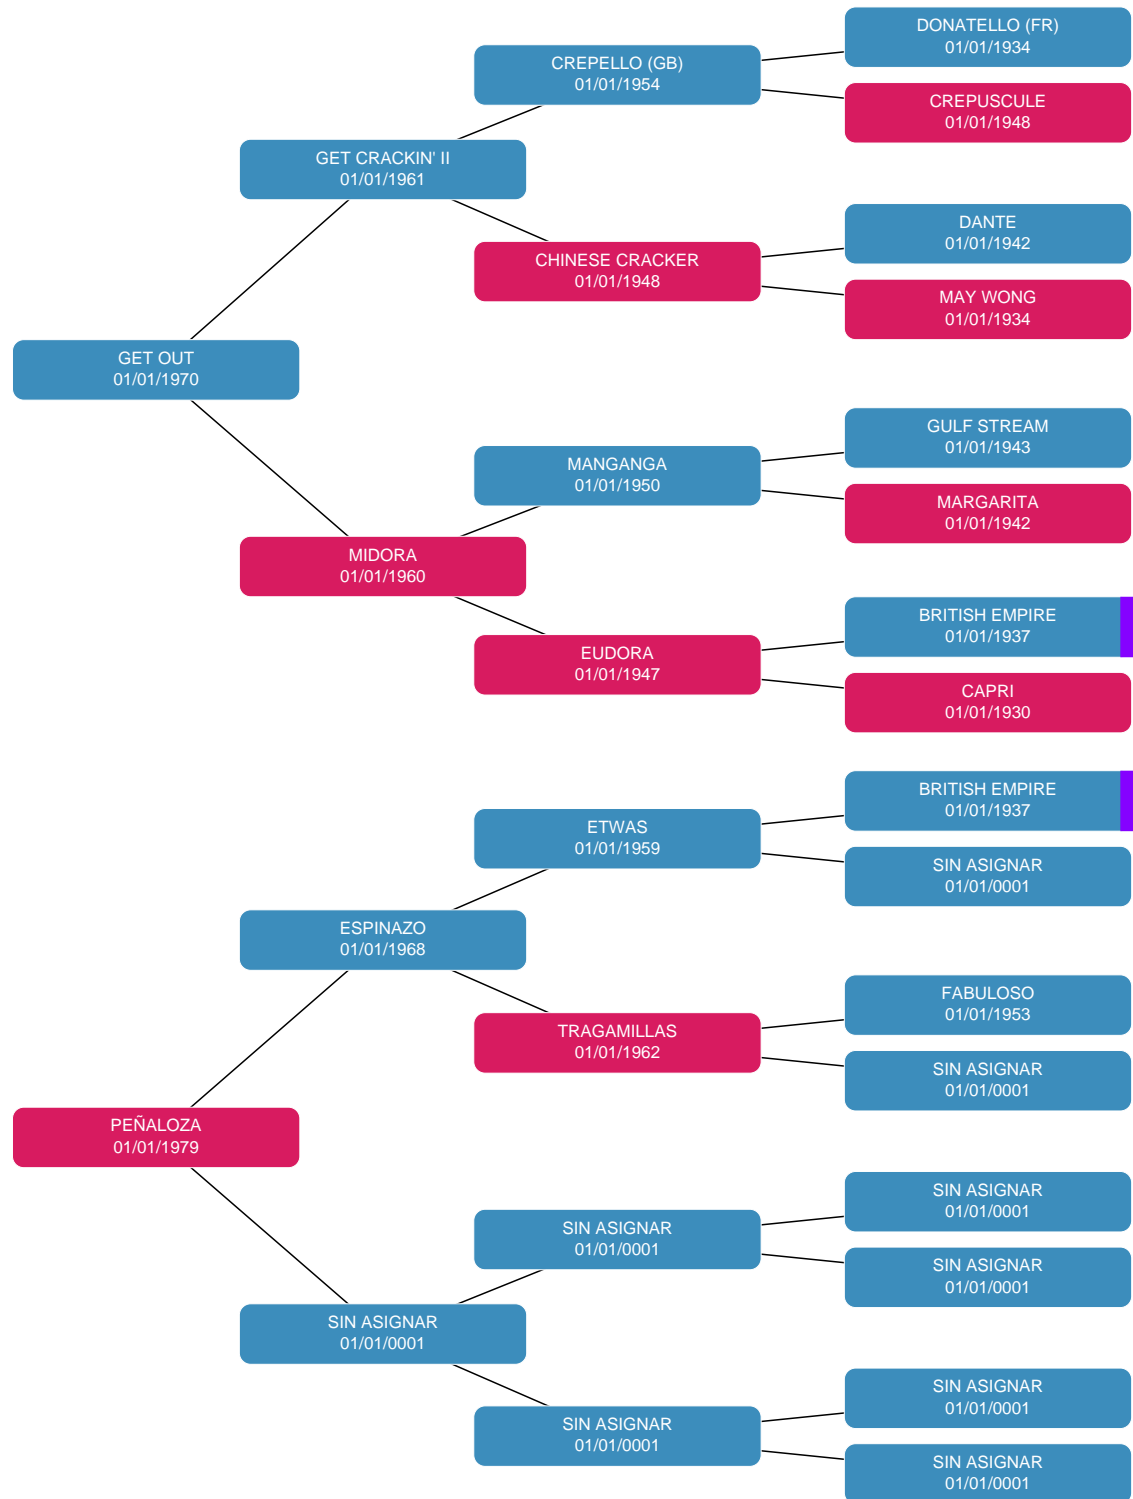 DONATELLO (FR)
01/01/1934
CREPELLO (GB)
01/01/1954
CREPUSCULE
01/01/1948
GET CRACKIN' II
01/01/1961
DANTE
01/01/1942
CHINESE CRACKER
01/01/1948
MAY WONG
01/01/1934
GET OUT
01/01/1970
GULF STREAM
01/01/1943
MANGANGA
01/01/1950
MARGARITA
01/01/1942
MIDORA
01/01/1960
BRITISH EMPIRE
01/01/1937
EUDORA
01/01/1947
CAPRI
01/01/1930
BRITISH EMPIRE
01/01/1937
ETWAS
01/01/1959
SIN ASIGNAR
01/01/0001
ESPINAZO
01/01/1968
FABULOSO
01/01/1953
TRAGAMILLAS
01/01/1962
SIN ASIGNAR
01/01/0001
PEÑALOZA
01/01/1979
SIN ASIGNAR
01/01/0001
SIN ASIGNAR
01/01/0001
SIN ASIGNAR
01/01/0001
SIN ASIGNAR
01/01/0001
SIN ASIGNAR
01/01/0001
SIN ASIGNAR
01/01/0001
SIN ASIGNAR
01/01/0001